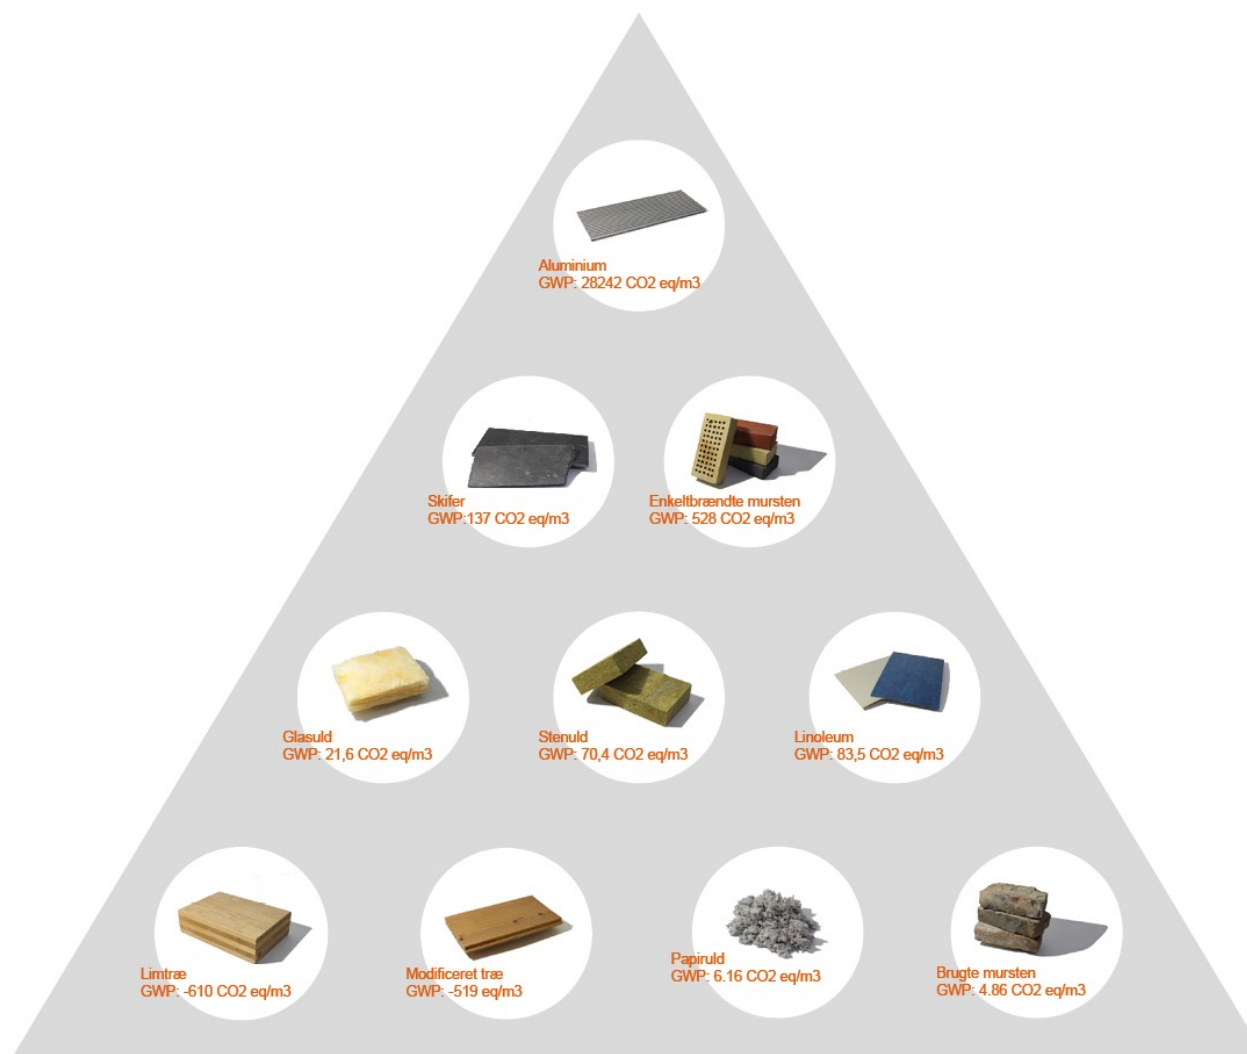 Aluminium
GWP: 28242 CO2 eq/m3
Skifer
GWP:137 CO2 eq/m3
Enkeltbrændte mursten
GWP: 528 CO2 eq/m3
Glasuld
GWP: 21,6 CO2 eq/m3
Stenuld
GWP: 70,4 CO2 eq/m3
Linoleum
GWP: 83,5 CO2 eq/m3
Limtræ
GWP: -610 CO2 eq/m3
Modificeret træ
GWP: -519 eq/m3
Papiruld
GWP: 6.16 CO2 eq/m3
Brugte mursten
GWP: 4.86 CO2 eq/m3